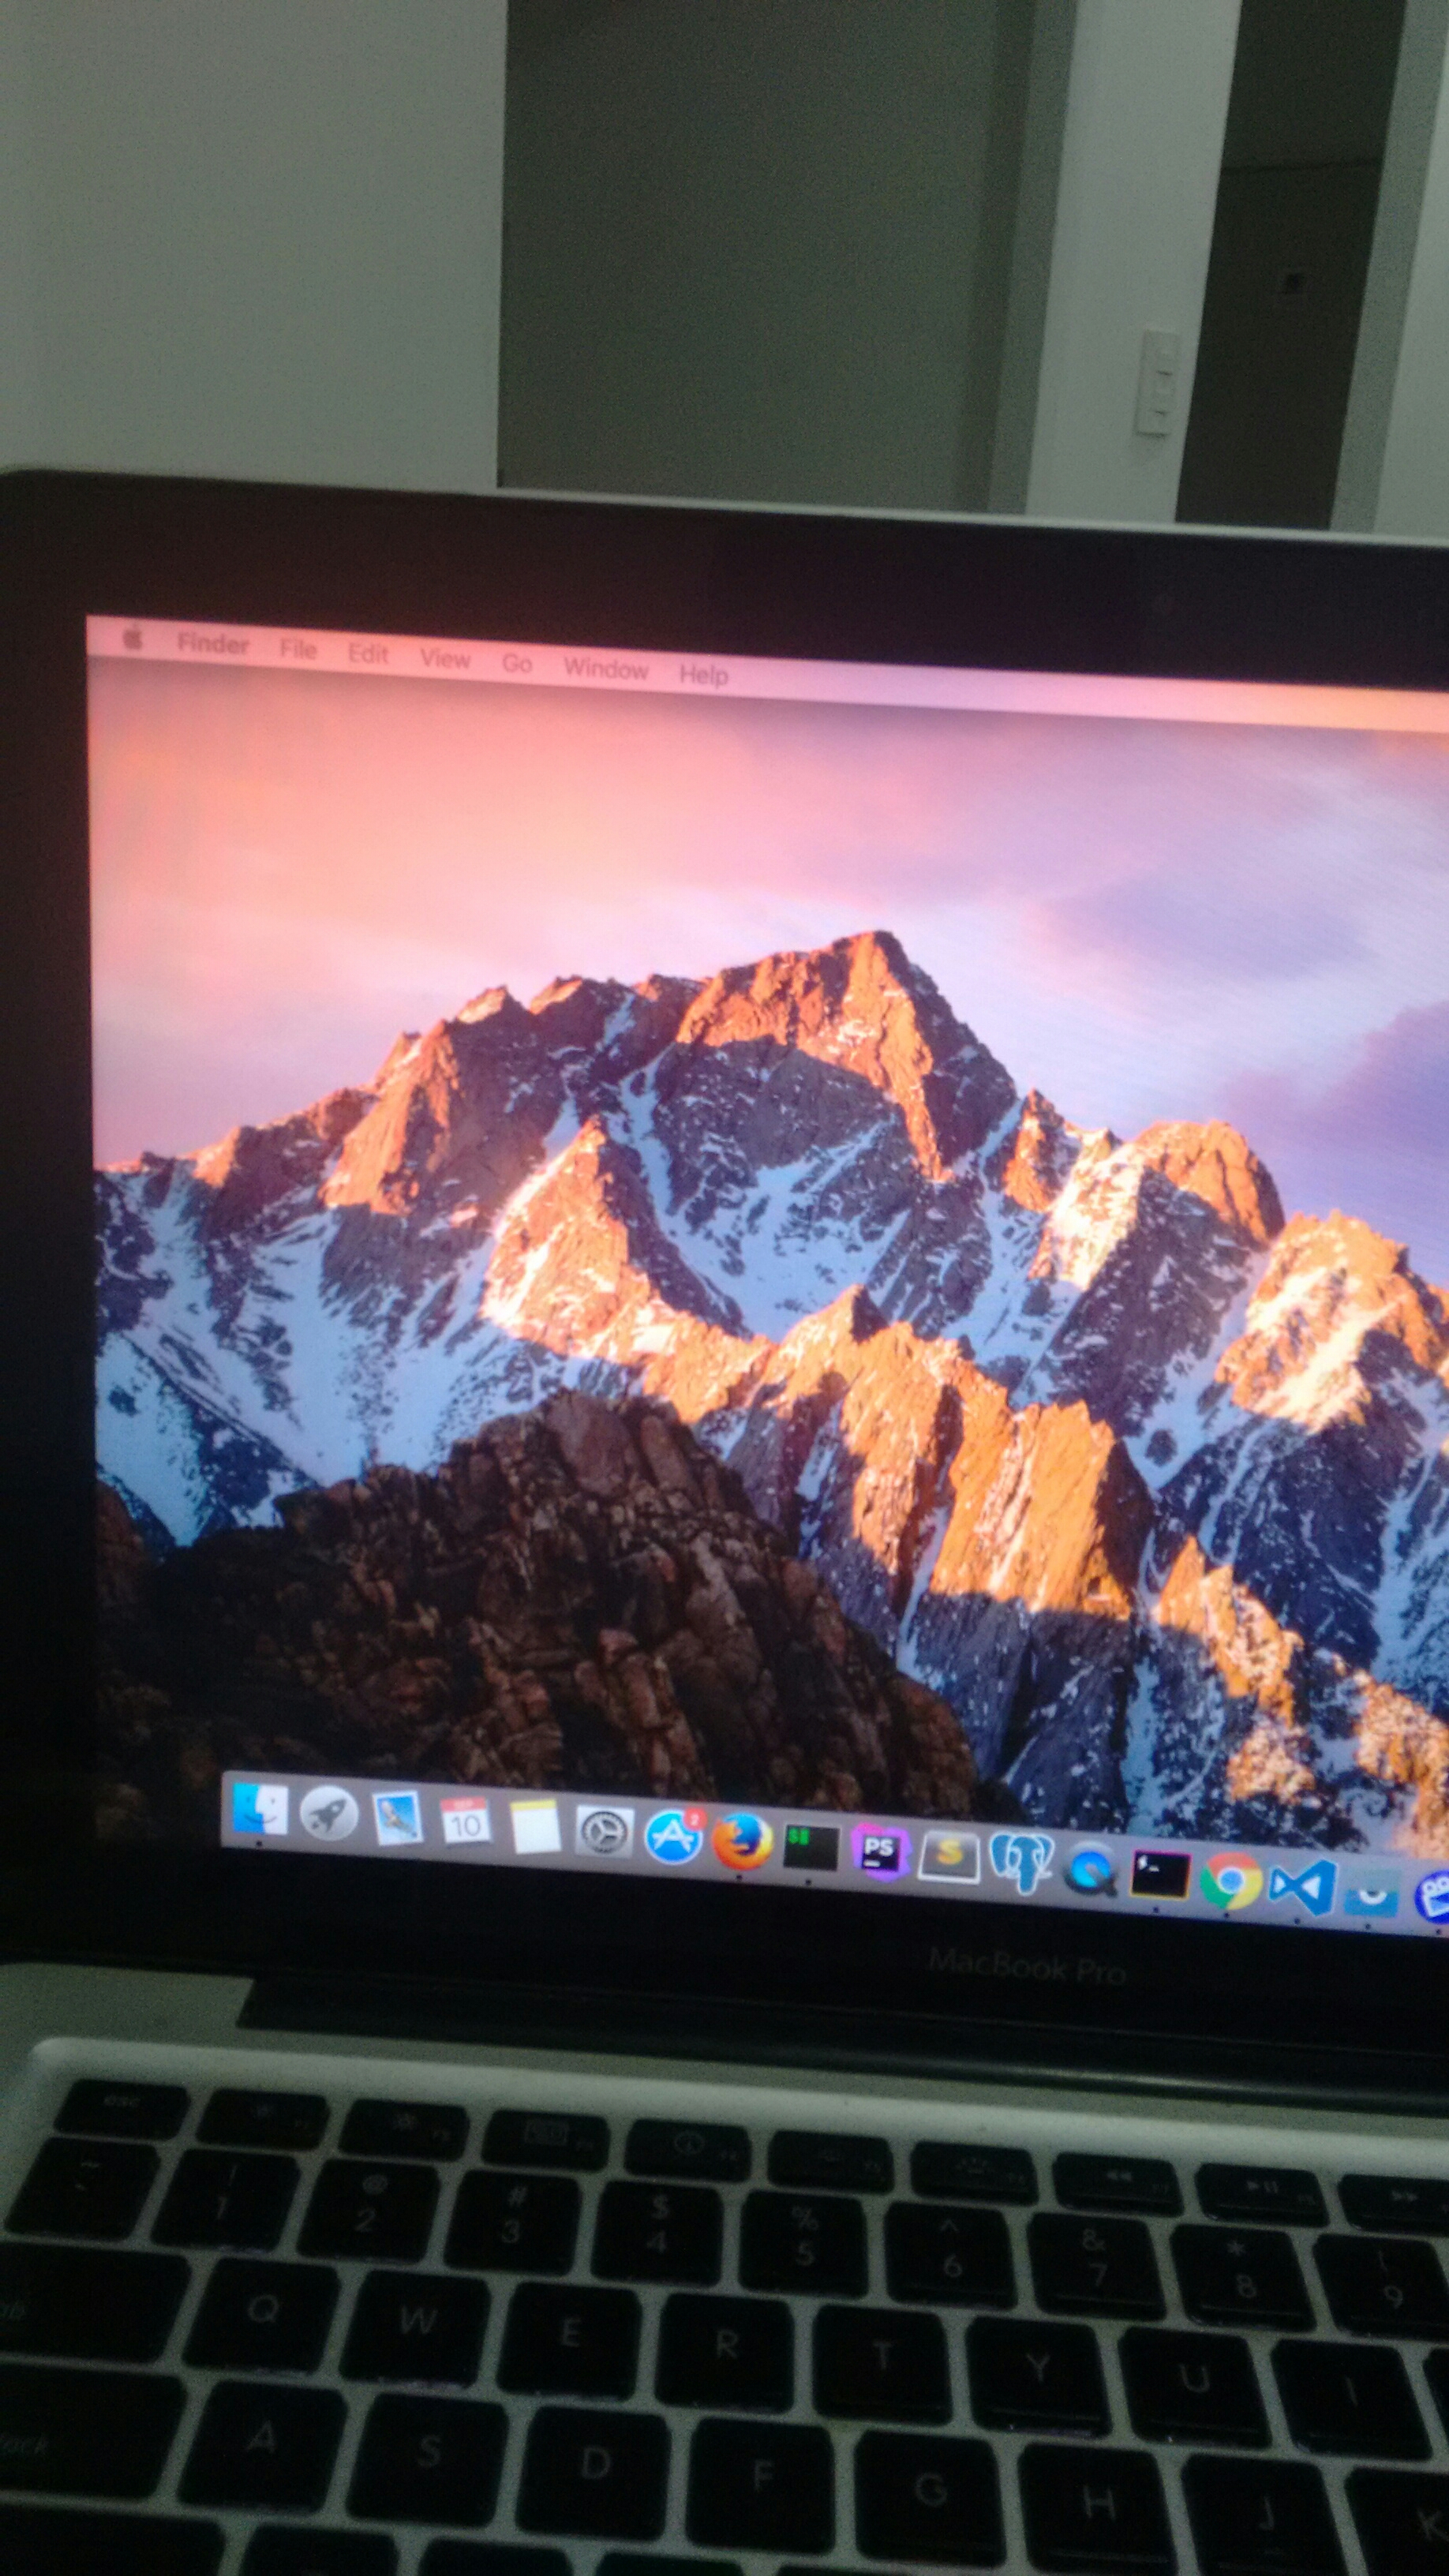 Finder File Edit View Go Window Help
SEP
10
2
$$
PS
S
$_
MacBook Pro
esc
~
! @ # $ % ^ & * (
1 2 3 4 5 6 7 8 9
Q W E R T Y U I
A S D F G H J K